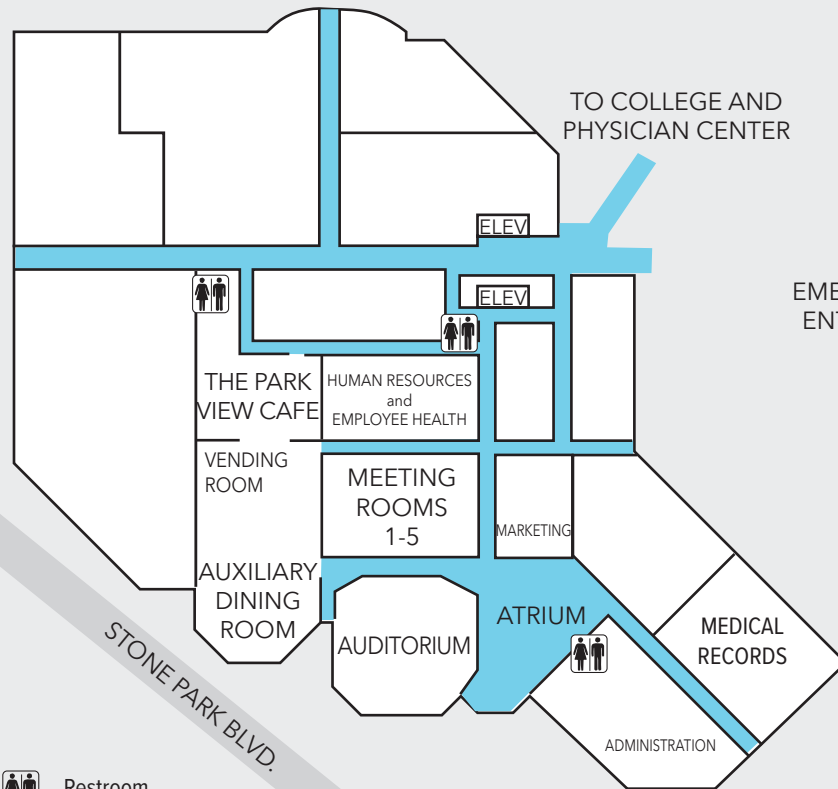 TO COLLEGE AND
PHYSICIAN CENTER
ELEV
ELEV
THE PARK
VIEW CAFE
HUMAN RESOURCES
and
EMPLOYEE HEALTH
VENDING
ROOM
MEETING
ROOMS
1-5
MARKETING
AUXILIARY
DINING
ROOM
AUDITORIUM
ATRIUM
MEDICAL
RECORDS
ADMINISTRATION
STONE PARK BLVD.
Restroom